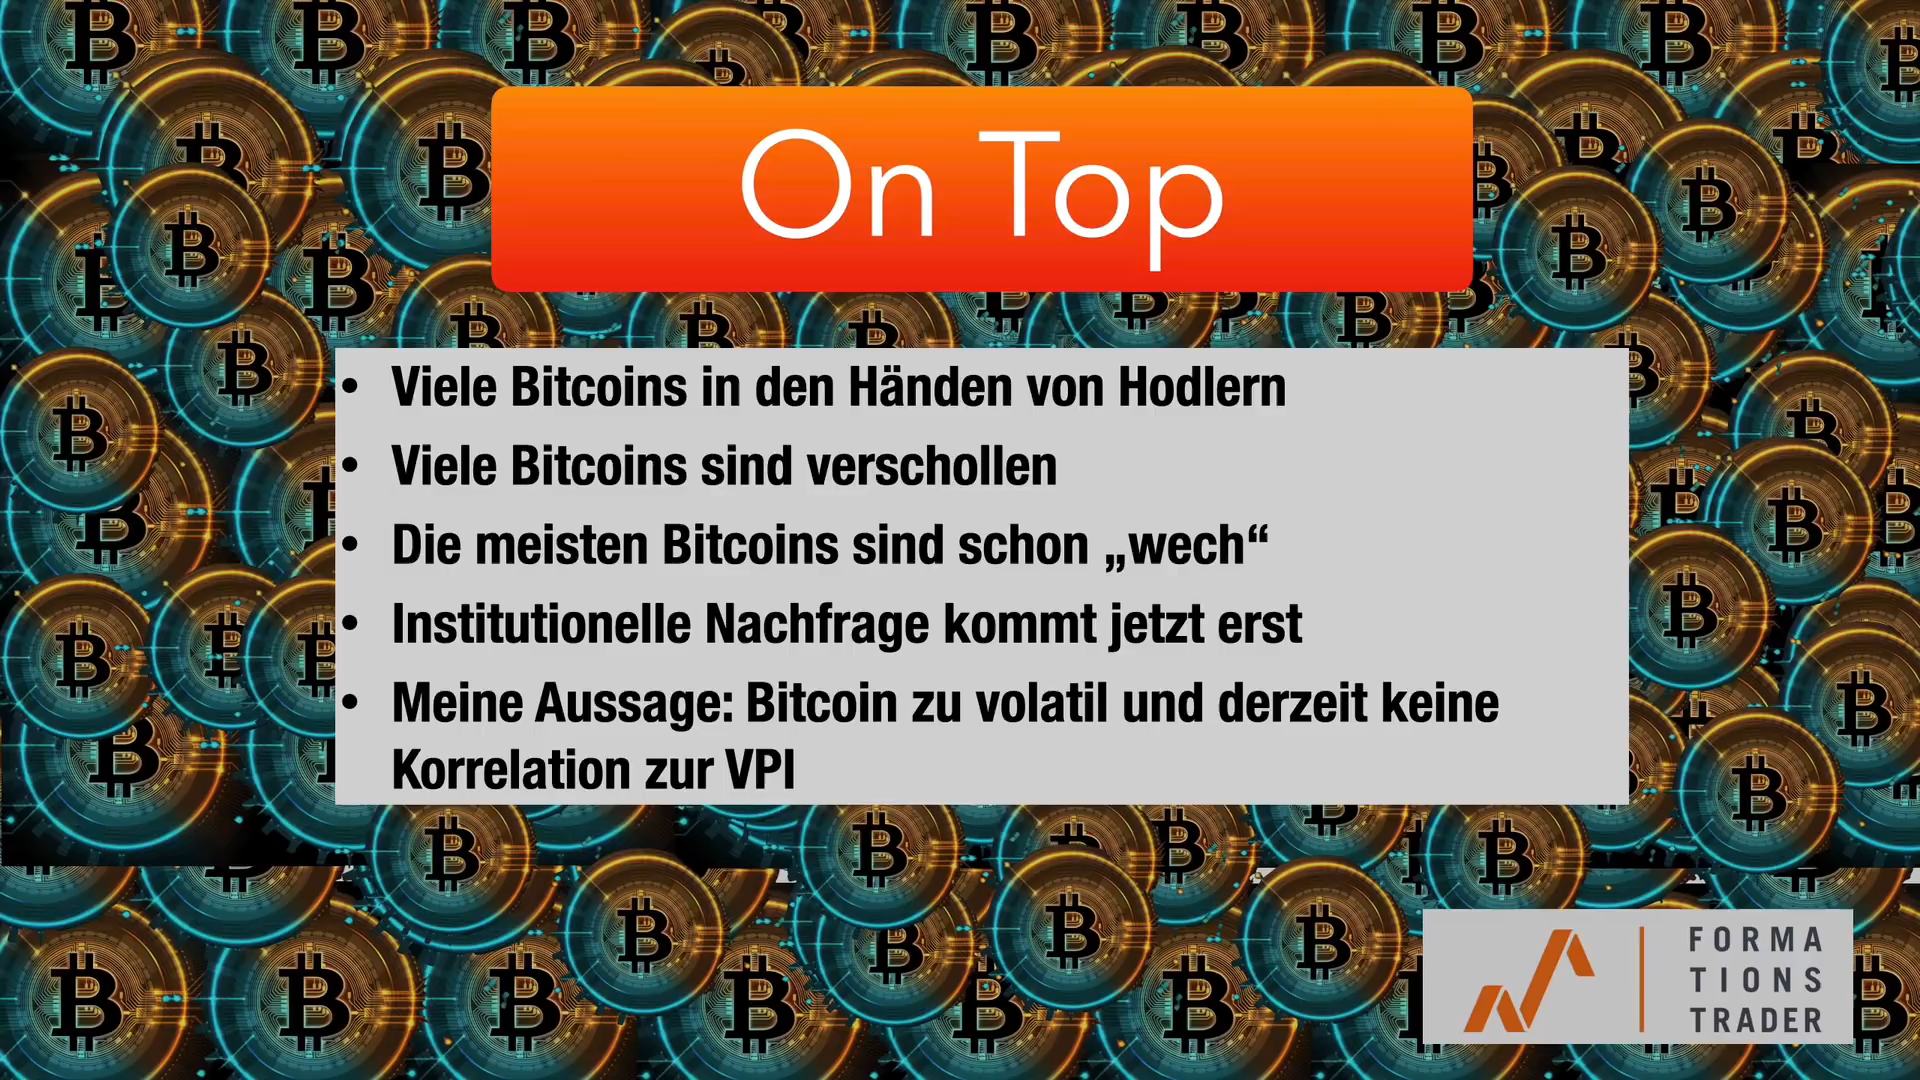 On Top
• Viele Bitcoins in den Händen von Hodlern
• Viele Bitcoins sind verschollen
• Die meisten Bitcoins sind schon „wech“
• Institutionelle Nachfrage kommt jetzt erst
• Meine Aussage: Bitcoin zu volatil und derzeit keine
Korrelation zur VPI
FORMA
TIONS
TRADER